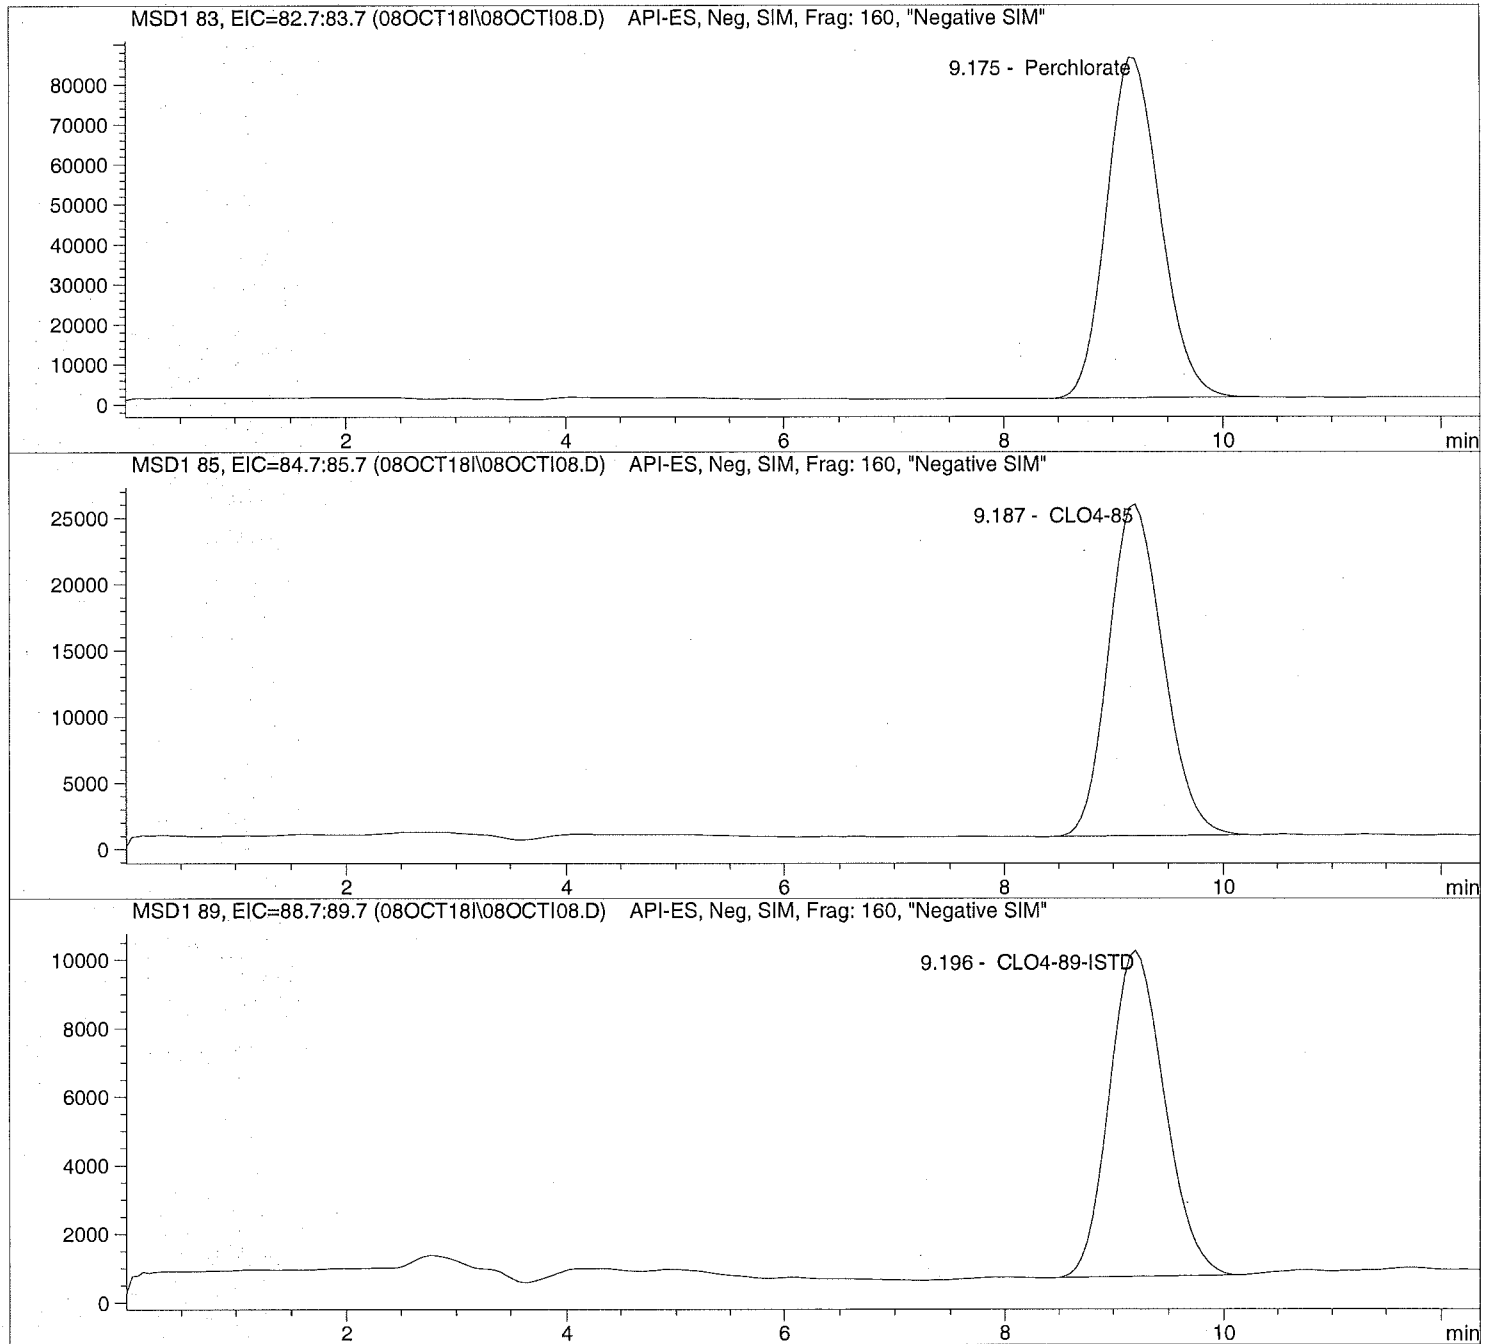 MSD1 83, EIC=82.7:83.7 (08OCT18I\08OCTI08.D) API-ES, Neg, SIM, Frag: 160, "Negative SIM"
9.175 - Perchlorate
80000
70000
60000
50000
40000
30000
20000
10000
0
2 4 6 8 10 min
MSD1 85, EIC=84.7:85.7 (08OCT18I\08OCTI08.D) API-ES, Neg, SIM, Frag: 160, "Negative SIM"
9.187 - CLO4-85
25000
20000
15000
10000
5000
0
2 4 6 8 10 min
MSD1 89, EIC=88.7:89.7 (08OCT18I\08OCTI08.D) API-ES, Neg, SIM, Frag: 160, "Negative SIM"
9.196 - CLO4-89-ISTD
10000
8000
6000
4000
2000
0
2 4 6 8 10 min